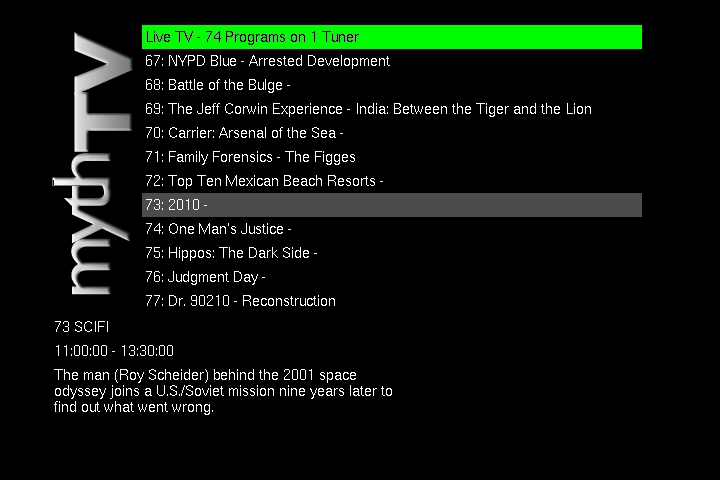 mythTV
Live TV - 74 Programs on 1 Tuner
67: NYPD Blue - Arrested Development
68: Battle of the Bulge -
69: The Jeff Corwin Experience - India: Between the Tiger and the Lion
70: Carrier: Arsenal of the Sea -
71: Family Forensics - The Figges
72: Top Ten Mexican Beach Resorts -
73: 2010 -
74: One Man's Justice -
75: Hippos: The Dark Side -
76: Judgment Day -
77: Dr. 90210 - Reconstruction
73 SCIFI
11:00:00 - 13:30:00
The man (Roy Scheider) behind the 2001 space
odyssey joins a U.S./Soviet mission nine years later to
find out what went wrong.